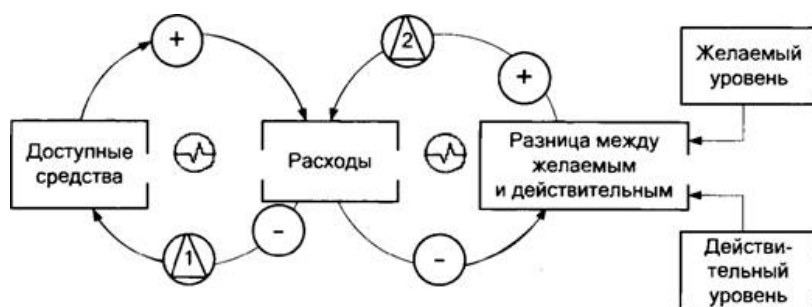 +
2
+
Желаемый
уровень
Доступные
средства
Расходы
Разница между
желаемым
и действительным
1
-
-
Действи-
тельный
уровень